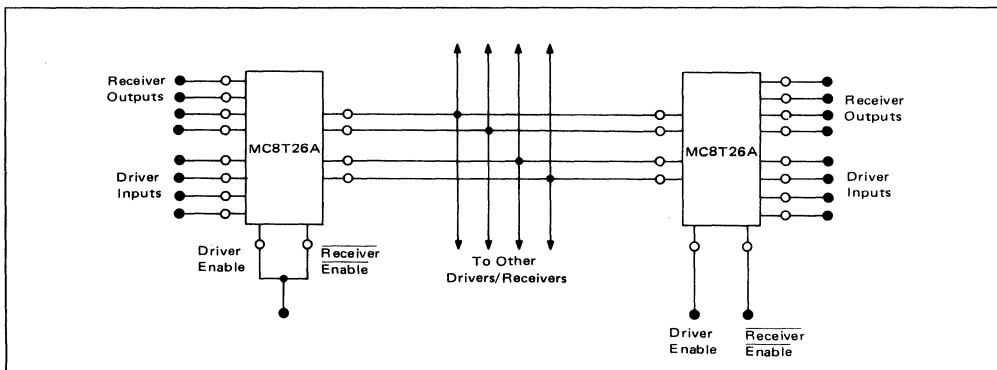 Receiver
Outputs
MC8T26A
Driver
Inputs
Driver
Enable
Receiver
Enable
To Other
Drivers/Receivers
MC8T26A
Receiver
Outputs
Driver
Inputs
Driver
Enable
Receiver
Enable